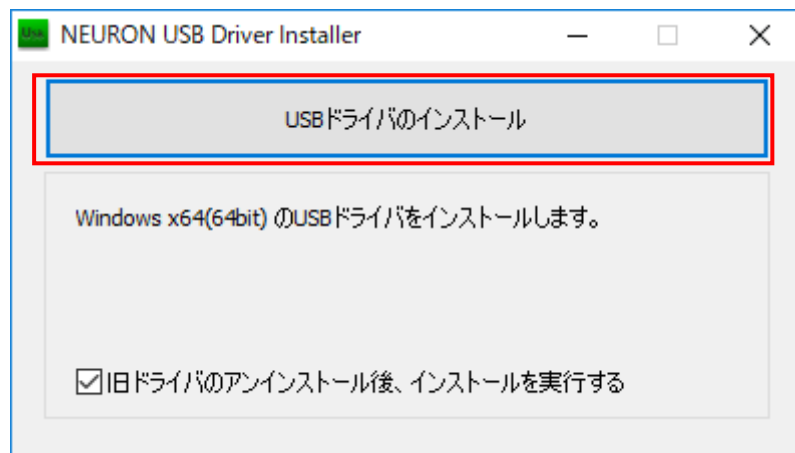 NEURON USB Driver Installer
USBドライバのインストール
Windows x64(64bit) のUSBドライバをインストールします。
旧ドライバのアンインストール後、インストールを実行する